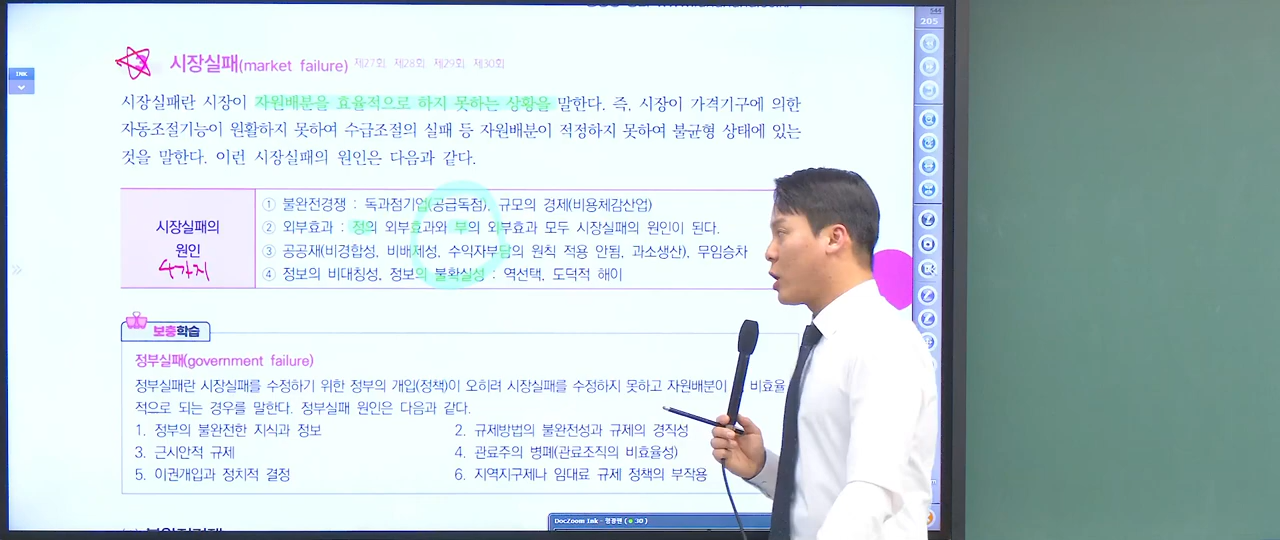 544
205
INK
3 시장실패(market failure) 제27회 제28회 제29회 제30회
시장실패란 시장이 자원배분을 효율적으로 하지 못하는 상황을 말한다. 즉, 시장이 가격기구에 의한
자동조절기능이 원활하지 못하여 수급조절의 실패 등 자원배분이 적정하지 못하여 불균형 상태에 있는
것을 말한다. 이런 시장실패의 원인은 다음과 같다.
시장실패의
원인
4가지
① 불완전경쟁 : 독과점기업(공급독점), 규모의 경제(비용체감산업)
② 외부효과 : 정의 외부효과와 부의 외부효과 모두 시장실패의 원인이 된다.
③ 공공재(비경합성, 비배제성, 수익자부담의 원칙 적용 안됨, 과소생산), 무임승차
④ 정보의 비대칭성, 정보의 불확실성 : 역선택, 도덕적 해이
보충학습
정부실패(government failure)
정부실패란 시장실패를 수정하기 위한 정부의 개입(정책)이 오히려 시장실패를 수정하지 못하고 자원배분이 비효율
적으로 되는 경우를 말한다. 정부실패 원인은 다음과 같다.
1. 정부의 불완전한 지식과 정보
2. 규제방법의 불완전성과 규제의 경직성
3. 근시안적 규제
4. 관료주의 병폐(관료조직의 비효율성)
5. 이권개입과 정치적 결정
6. 지역지구제나 임대료 규제 정책의 부작용
DocZoom Ink -